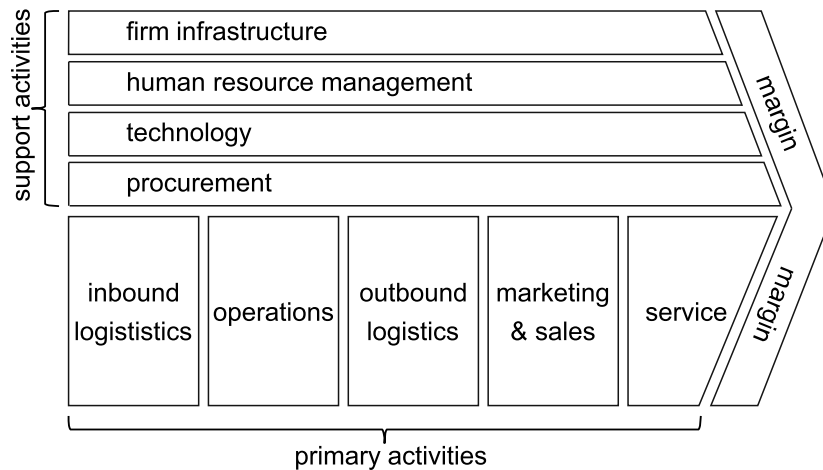 support activities
firm infrastructure
human resource management
technology
procurement
margin
inbound
logististics
operations
outbound
logistics
marketing
& sales
service
margin
primary activities